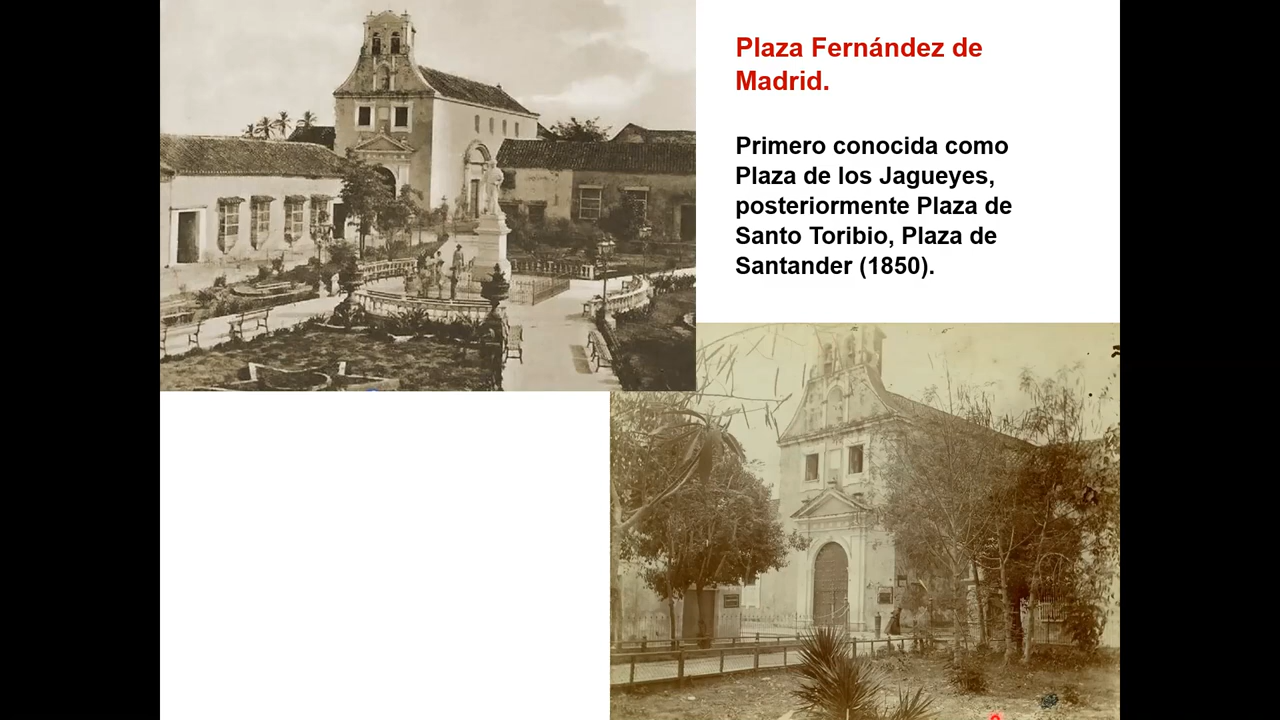 Plaza Fernández de
Madrid.
Primero conocida como
Plaza de los Jagueyes,
posteriormente Plaza de
Santo Toribio, Plaza de
Santander (1850).